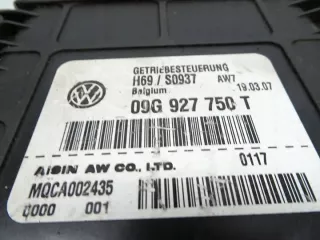 GETRIEBESTEUERUNG
H69 / S0937 AW7
Belgium 19.03.07
09G 927 750 T
AISIN AW CO., LTD. 0117
MQCA002435
0000 001